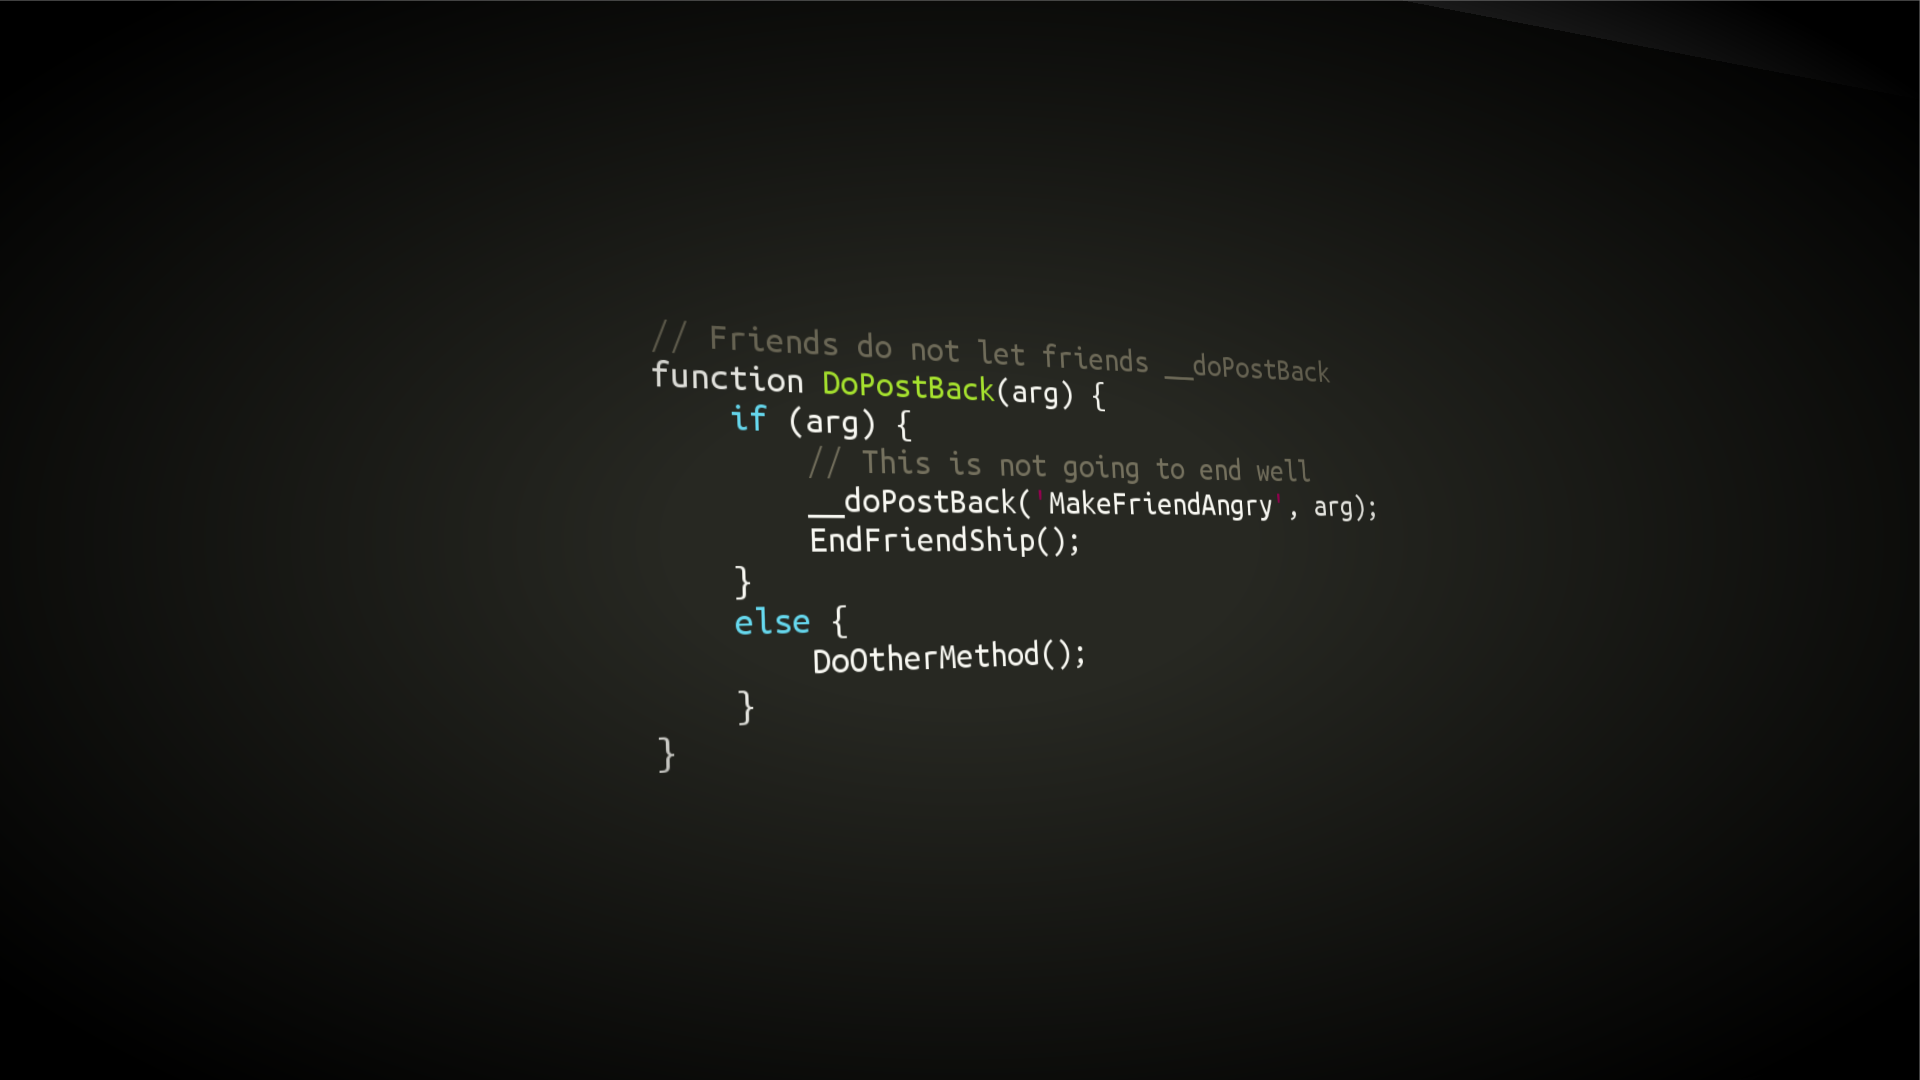 // Friends do not let friends __doPostBack
function DoPostBack(arg) {
if (arg) {
// This is not going to end well
__doPostBack('MakeFriendAngry', arg);
EndFriendShip();
}
else {
DoOtherMethod();
}
}